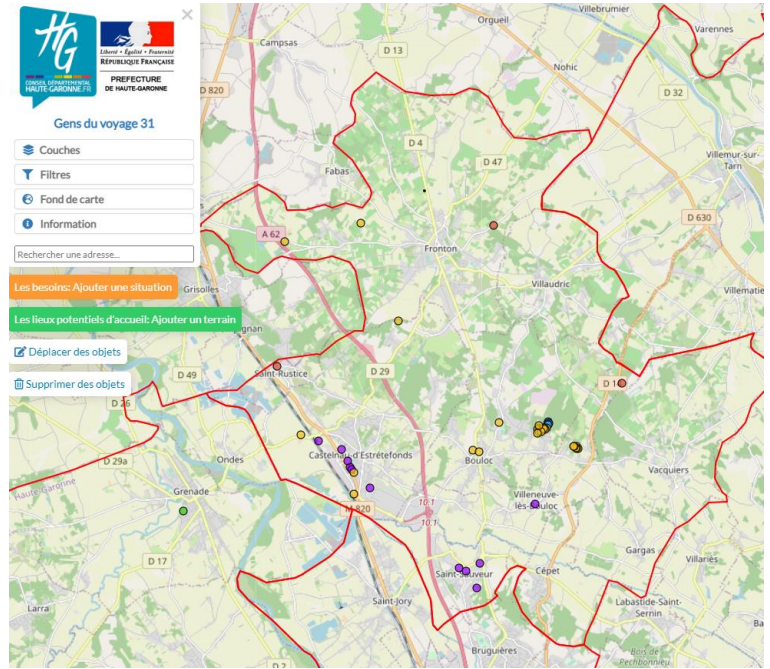 HG
CONSEIL DÉPARTEMENTAL
HAUTE-GARONNE.FR
Liberté • Égalité • Fraternité
RÉPUBLIQUE FRANÇAISE
PREFECTURE
DE HAUTE-GARONNE
×
Gens du voyage 31
Couches
Filtres
Fond de carte
Information
Rechercher une adresse...
Les besoins: Ajouter une situation
Les lieux potentiels d'accueil: Ajouter un terrain
Déplacer des objets
Supprimer des objets
Villebrumier
Orgueil
Varennes
Campsas
D 13
Nohic
D 820
D 32
D 4
D 47
Villemur-sur-
Tarn
Fabas
D 630
A 62
Fronton
Villaudric
Grisolles
Villematie
D 29
Saint-Rustice
D 49
D 26
Castelnau-d'Estrétefonds
Ondes
Bouloc
D 29a
Vacquiers
Haute-Garonne
Grenade
Villeneuve-
lès-Bouloc
10.1
10.1
M 820
D 17
Gargas
Villariès
Saint-Sauveur
Cépet
Larra
Saint-Jory
Labastide-Saint-
Sernin
D 2
Bruguières
Bois de
Pechbonnieu